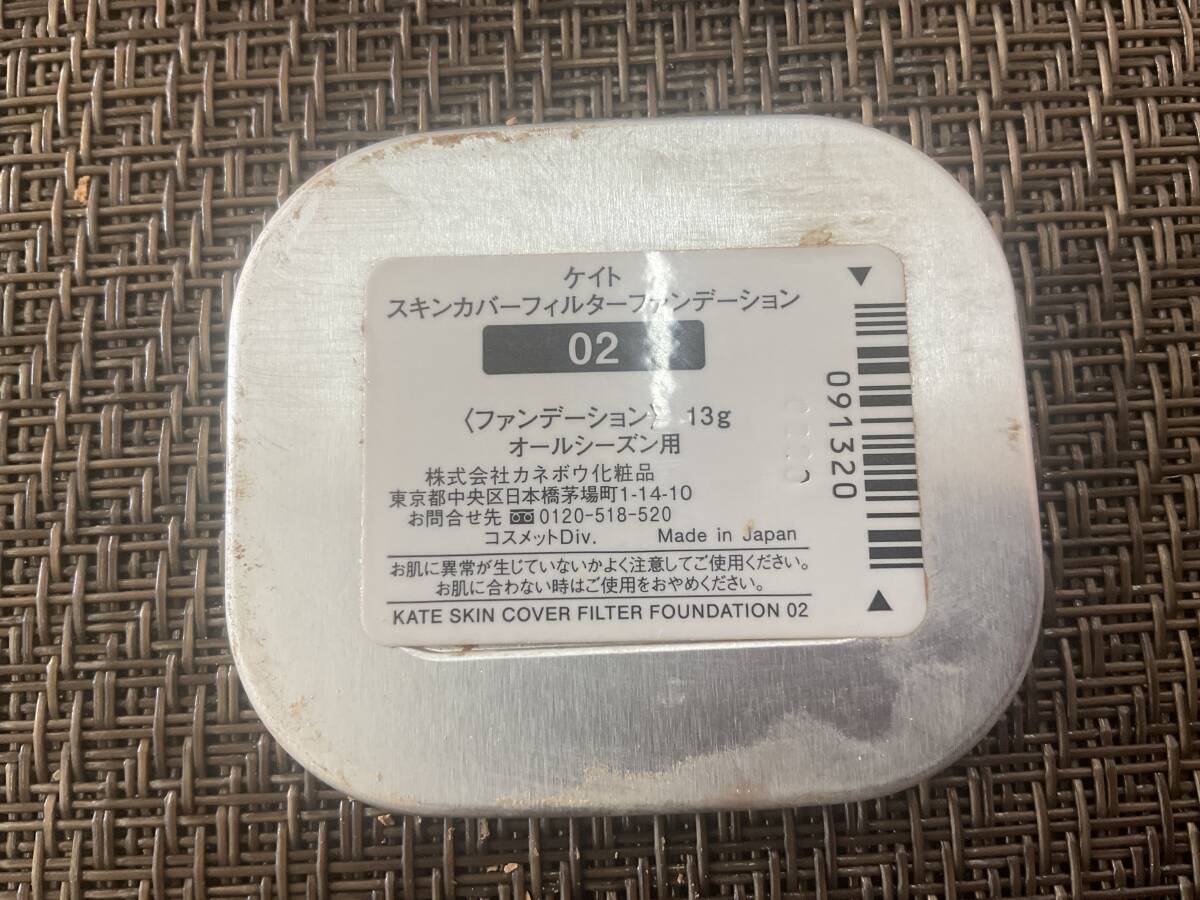 ケイト
スキンカバーフィルターファンデーション
02
〈ファンデーション〉 13g
オールシーズン用
株式会社カネボウ化粧品
東京都中央区日本橋茅場町1-14-10
お問合せ先 0120-518-520
コスメットDiv. Made in Japan
お肌に異常が生じていないかよく注意してご使用ください。
お肌に合わない時はご使用をおやめください。
KATE SKIN COVER FILTER FOUNDATION 02
091320